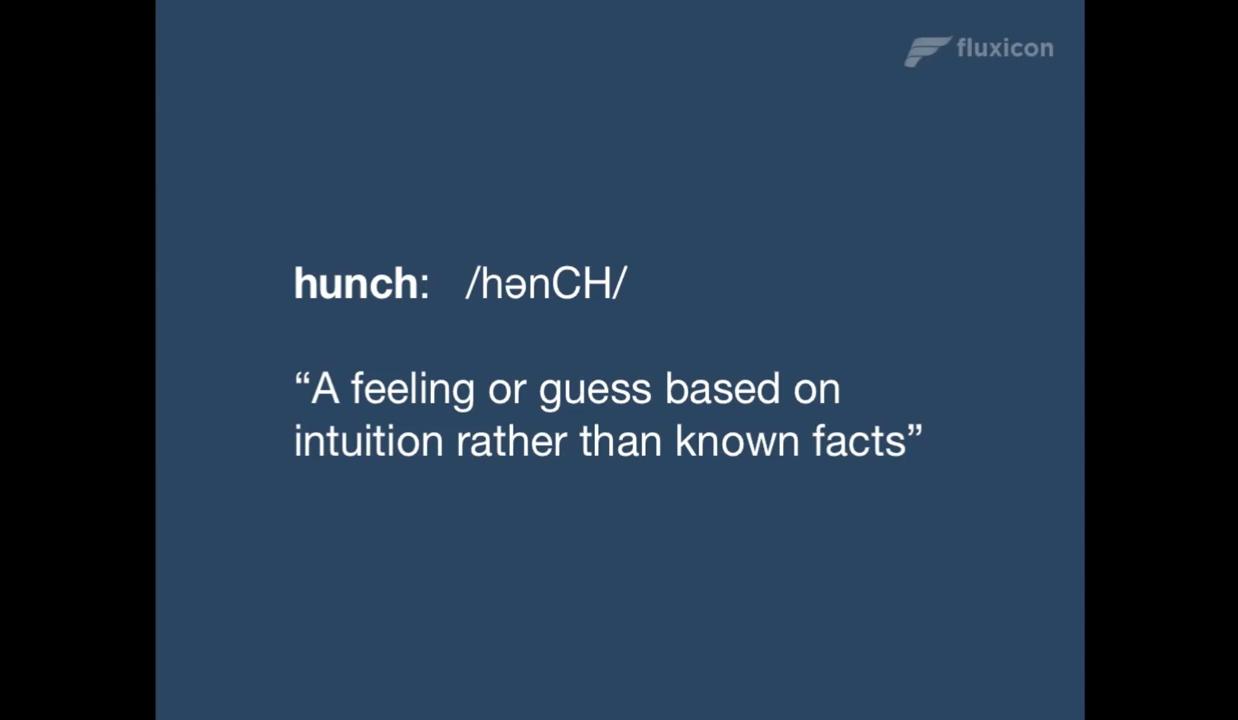 fluxicon
hunch: /hənCH/
“A feeling or guess based on
intuition rather than known facts”